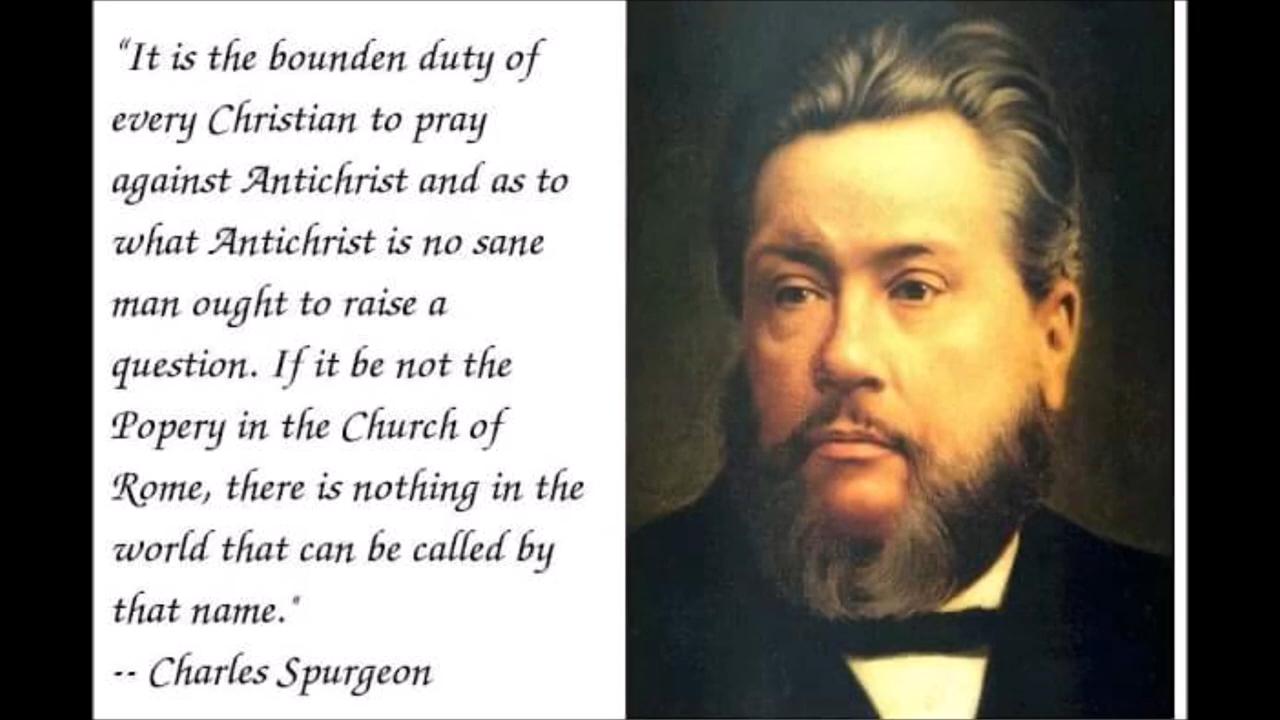 "It is the bounden duty of
every Christian to pray
against Antichrist and as to
what Antichrist is no sane
man ought to raise a
question. If it be not the
Popery in the Church of
Rome, there is nothing in the
world that can be called by
that name."
-- Charles Spurgeon